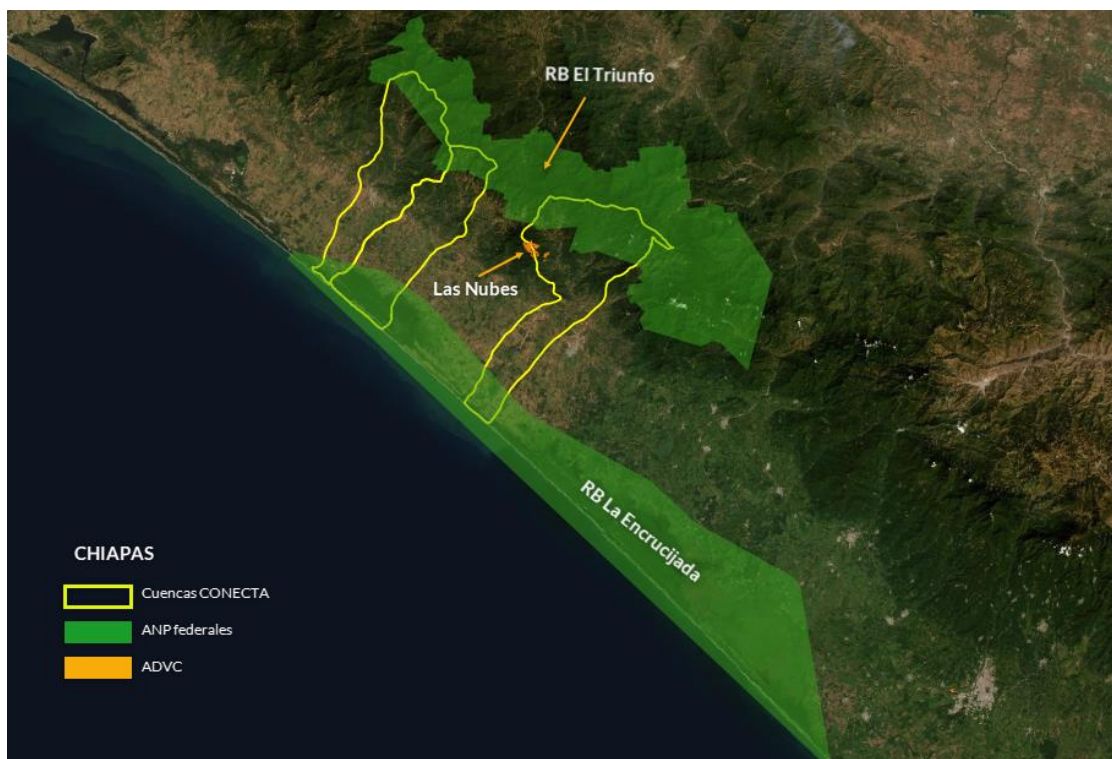 RB El Triunfo
Las Nubes
RB La Encrucijada
CHIAPAS
Cuencas CONECTA
ANP federales
ADVC